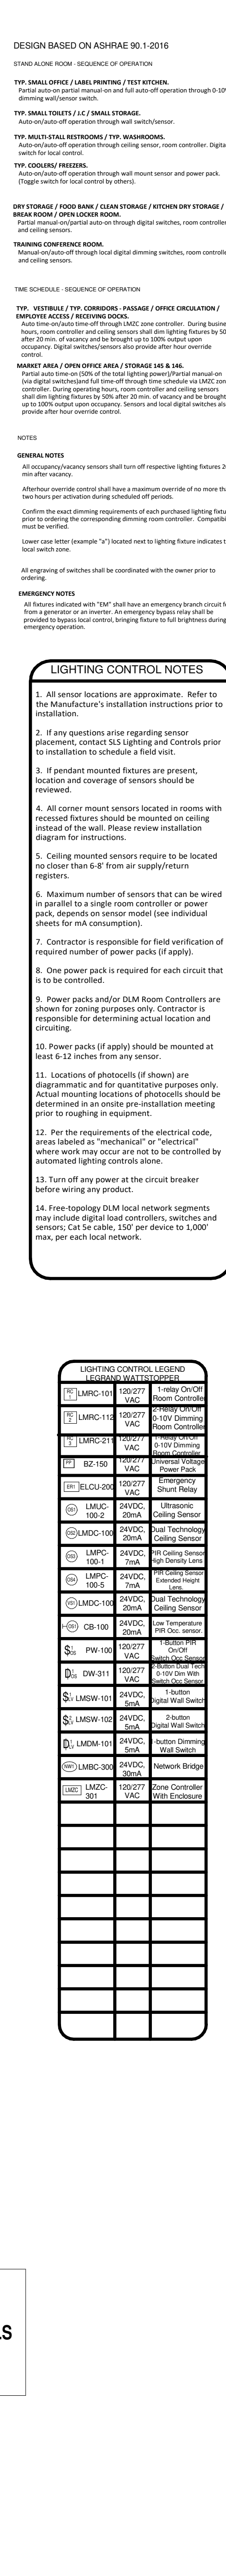 DESIGN BASED ON ASHRAE 90.1-2016
STAND ALONE ROOM - SEQUENCE OF OPERATION
TYP. SMALL OFFICE / LABEL PRINTING / TEST KITCHEN.
Partial auto-on partial manual-on and full auto-off operation through 0-10
dimming wall/sensor switch.
TYP. SMALL TOILETS / J.C / SMALL STORAGE.
Auto-on/auto-off operation through wall switch/sensor.
TYP. MULTI-STALL RESTROOMS / TYP. WASHROOMS.
Auto-on/auto-off operation through ceiling sensor, room controller. Digita
switch for local control.
TYP. COOLERS/ FREEZERS.
Auto-on/auto-off operation through wall mount sensor and power pack.
(Toggle switch for local control by others).
DRY STORAGE / FOOD BANK / CLEAN STORAGE / KITCHEN DRY STORAGE /
BREAK ROOM / OPEN LOCKER ROOM.
Partial manual-on/partial auto-on through digital switches, room controller
and ceiling sensors.
TRAINING CONFERENCE ROOM.
Manual-on/auto-off through local digital dimming switches, room controlle
and ceiling sensors.
TIME SCHEDULE - SEQUENCE OF OPERATION
TYP. VESTIBULE / TYP. CORRIDORS - PASSAGE / OFFICE CIRCULATION /
EMPLOYEE ACCESS / RECEIVING DOCKS.
Auto time-on/auto time-off through LMZC zone controller. During busine
hours, room controller and ceiling sensors shall dim lighting fixtures by 50
after 20 min. of vacancy and be brought up to 100% output upon
occupancy. Digital switches/sensors will also provide after hour override
control.
MARKET AREA / OPEN OFFICE AREA / STORAGE 145 & 146.
Partial auto time-on (50% of the total lighting power)/Partial manual-on
(via digital switches)and full time-off through time schedule via LMZC zon
controller. During operating hours, room controller and ceiling sensors
shall dim lighting fixtures by 50% after 20 min. of vacancy and be brought
up to 100% output upon occupancy. Sensors and local digital switches als
provide after hour override control.
NOTES
GENERAL NOTES
All occupancy/vacancy sensors shall turn off respective lighting fixtures 2
min after vacancy.
Afterhour override control shall have a maximum override of no more tha
two hours per activation during scheduled off periods.
Confirm the exact dimming requirements of each purchased lighting fixtu
prior to ordering the corresponding dimming room controller. Compatibi
must be verified.
Lower case letter (example "a") located next to lighting fixture indicates t
local switch zone.
All engraving of switches shall be coordinated with the owner prior to
ordering.
EMERGENCY NOTES
All fixtures indicated with "EM" shall have an emergency branch circuit f
from a generator or an inverter. An emergency bypass relay shall be
provided to bypass local control, bringing fixture to full brightness during
emergency operation.
LIGHTING CONTROL NOTES
1. All sensor locations are approximate. Refer to
the Manufacture's installation instructions prior to
installation.
2. If any questions arise regarding sensor
placement, contact SLS Lighting and Controls prior
to installation to schedule a field visit.
3. If pendant mounted fixtures are present,
location and coverage of sensors should be
reviewed.
4. All corner mount sensors located in rooms with
recessed fixtures should be mounted on ceiling
instead of the wall. Please review installation
diagram for instructions.
5. Ceiling mounted sensors require to be located
no closer than 6-8' from air supply/return
registers.
6. Maximum number of sensors that can be wired
in parallel to a single room controller or power
pack, depends on sensor model (see individual
sheets for mA consumption).
7. Contractor is responsible for field verification of
required number of power packs (if apply).
8. One power pack is required for each circuit that
is to be controlled.
9. Power packs and/or DLM Room Controllers are
shown for zoning purposes only. Contractor is
responsible for determining actual location and
circuiting.
10. Power packs (if apply) should be mounted at
least 6-12 inches from any sensor.
11. Locations of photocells (if shown) are
diagramatic and for quantitative purposes only.
Actual mounting locations of photocells should be
determined in an onsite pre-installation meeting
prior to roughing in equipment.
12. Per the requirements of the electrical code,
areas labeled as "mechanical" or "electrical"
where work may occur are not to be controlled by
automated lighting controls alone.
13. Turn off any power at the circuit breaker
before wiring any product.
14. Free-topology DLM local network segments
may include digital load controllers, switches and
sensors; Cat 5e cable, 150' per device to 1,000'
max, per each local network.
LIGHTING CONTROL LEGEND
LEGRAND WATTSTOPPER
RC 1 LMRC-101 120/277 VAC 1-relay On/Off Room Controller
RC 2 LMRC-112 120/277 VAC 2-Relay On/Off 0-10V Dimming Room Controller
RC 3 LMRC-211 120/277 VAC 1-Relay On/Off 0-10V Dimming Room Controller
PP BZ-150 120/277 VAC Universal Voltage Power Pack
ER1 ELCU-200 120/277 VAC Emergency Shunt Relay
OS1 LMUC-100-2 24VDC, 20mA Ultrasonic Ceiling Sensor
OS2 LMDC-100 24VDC, 20mA Dual Technology Ceiling Sensor
OS3 LMPC-100-1 24VDC, 7mA PIR Ceiling Sensor High Density Lens
OS4 LMPC-100-5 24VDC, 7mA PIR Ceiling Sensor Extended Height Lens.
VS1 LMDC-100 24VDC, 20mA Dual Technology Ceiling Sensor
OS1 CB-100 24VDC, 20mA Low Temperature PIR Occ. sensor.
$ 1 OS PW-100 120/277 VAC 1-Button PIR On/Off Switch Occ Sensor
D 1 OS DW-311 120/277 VAC 2-Button Dual Tech 0-10V Dim With Switch Occ Sensor
$ 1 LV LMSW-101 24VDC, 5mA 1-button Digital Wall Switch
$ 2 LV LMSW-102 24VDC, 5mA 2-button Digital Wall Switch
D 1 LV LMDM-101 24VDC, 5mA 1-button Dimming Wall Switch
NW1 LMBC-300 24VDC, 30mA Network Bridge
LMZC LMZC-301 120/277 VAC Zone Controller With Enclosure
LS